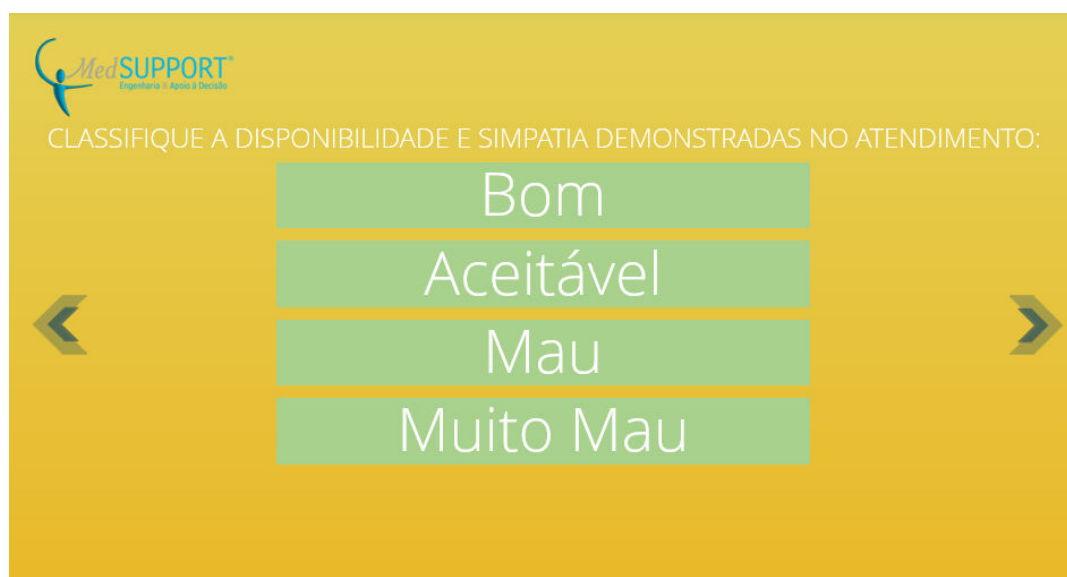 MedSUPPORT®
Engenharia & Apoio à Decisão
CLASSIFIQUE A DISPONIBILIDADE E SIMPATIA DEMONSTRADAS NO ATENDIMENTO:
Bom
Aceitável
Mau
Muito Mau